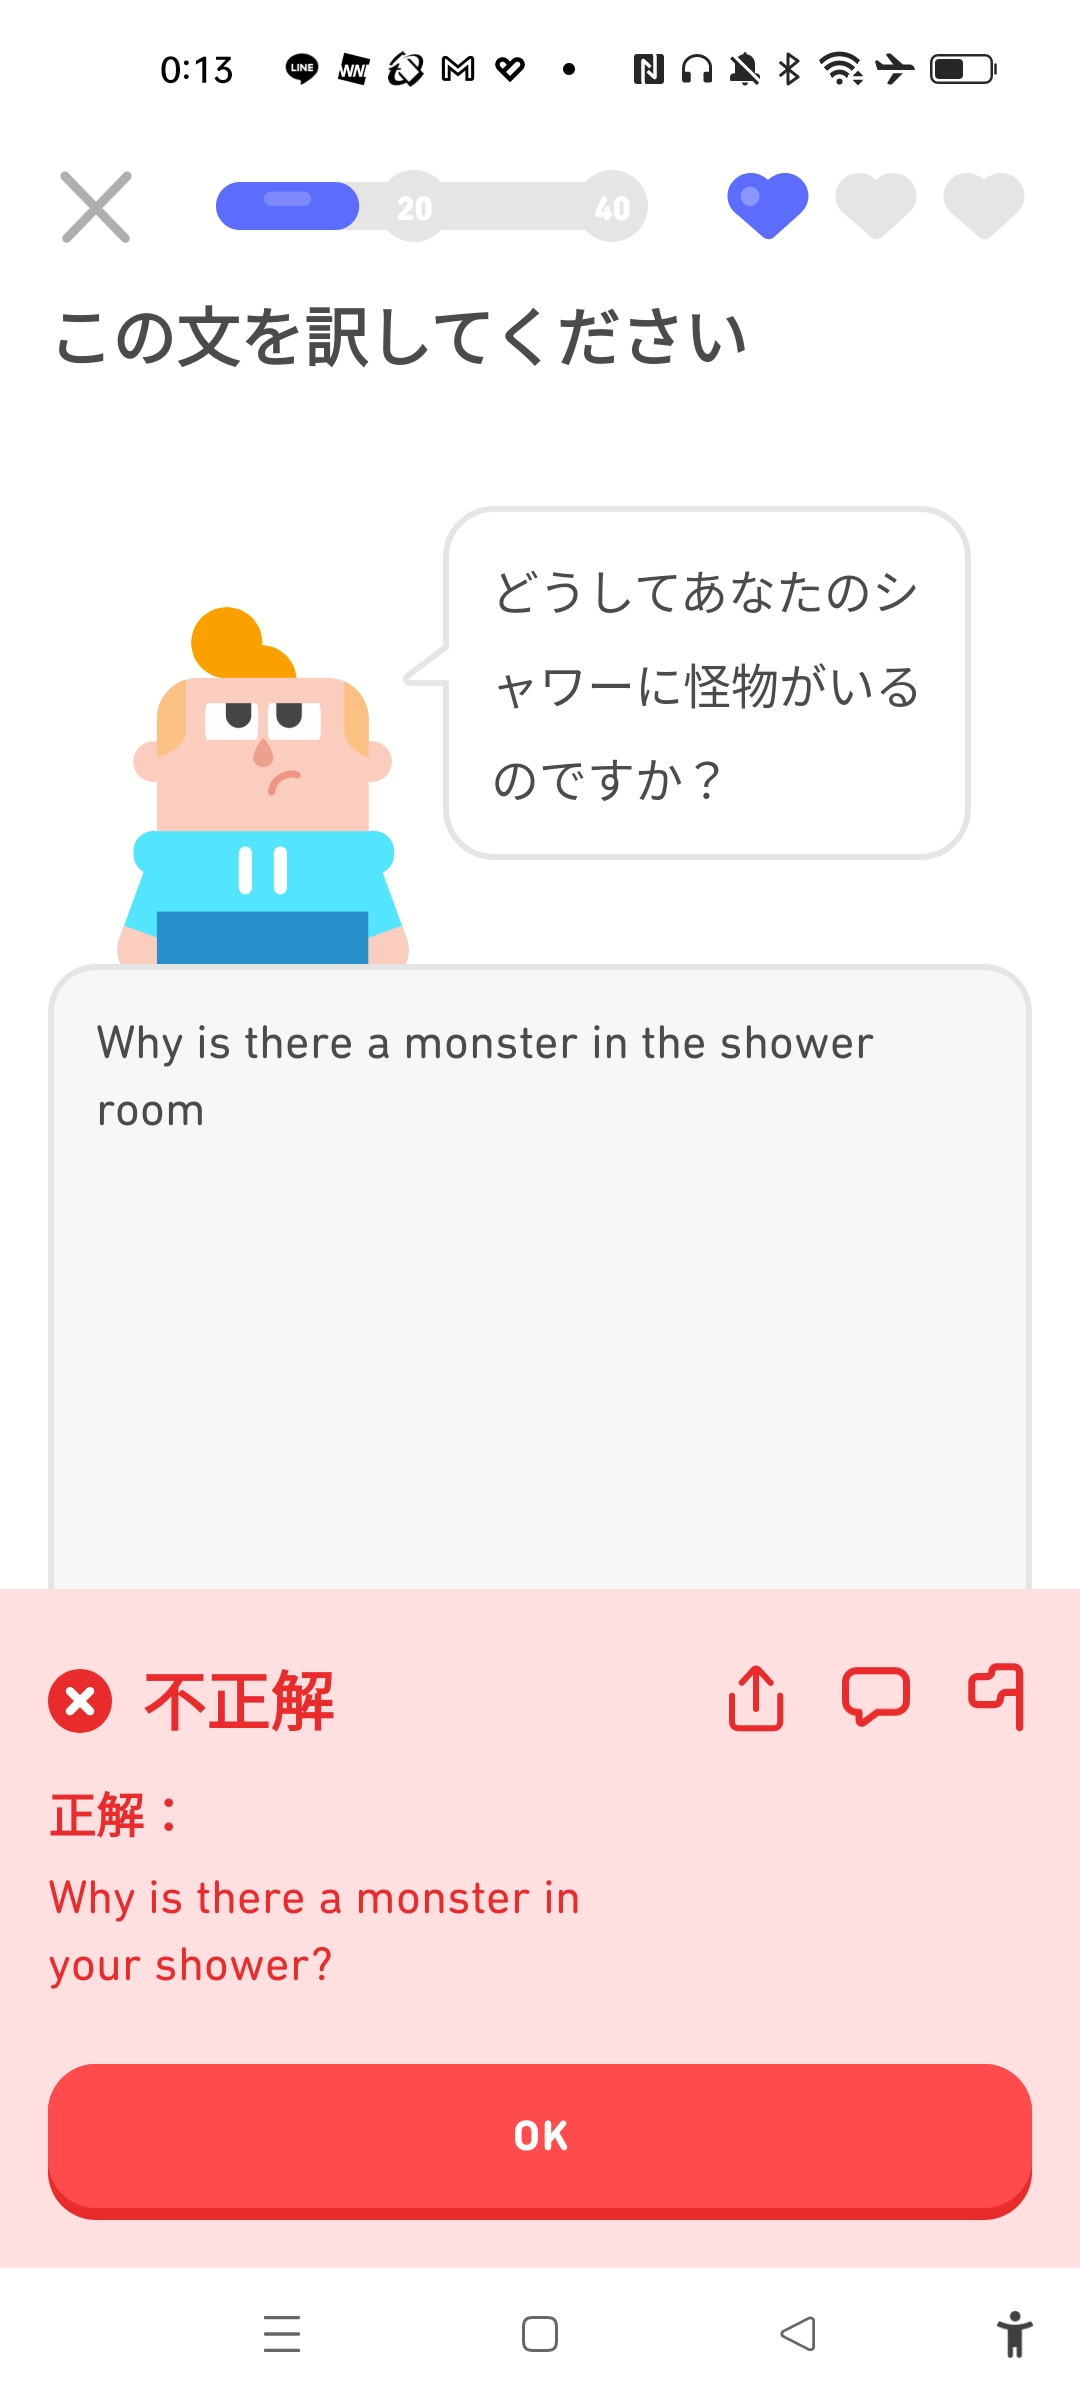 0:13
LINE
WNI
20
40
この文を訳してください
どうしてあなたのシ
ャワーに怪物がいる
のですか？
Why is there a monster in the shower
room
不正解
正解：
Why is there a monster in
your shower?
OK